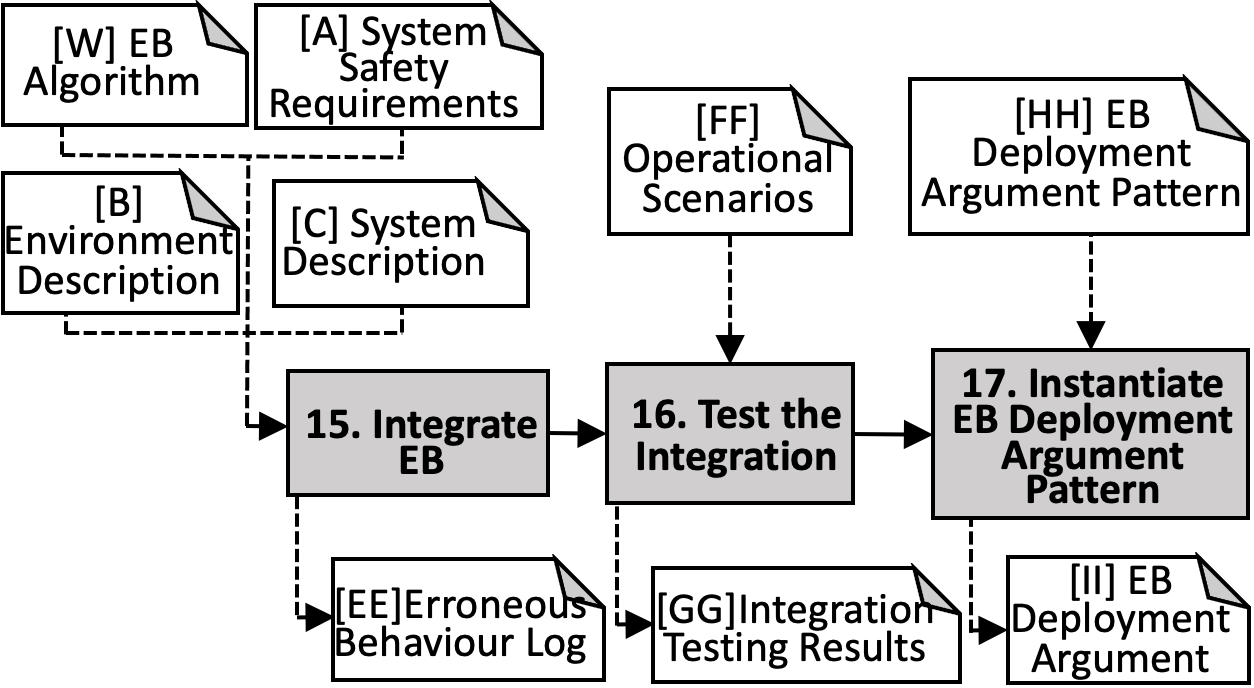 [W] EB
Algorithm
[A] System
Safety
Requirements
[B]
Environment
Description
[C] System
Description
[FF]
Operational
Scenarios
[HH] EB
Deployment
Argument Pattern
15. Integrate
EB
16. Test the
Integration
17. Instantiate
EB Deployment
Argument
Pattern
[EE]Erroneous
Behaviour Log
[GG]Integration
Testing Results
[II] EB
Deployment
Argument